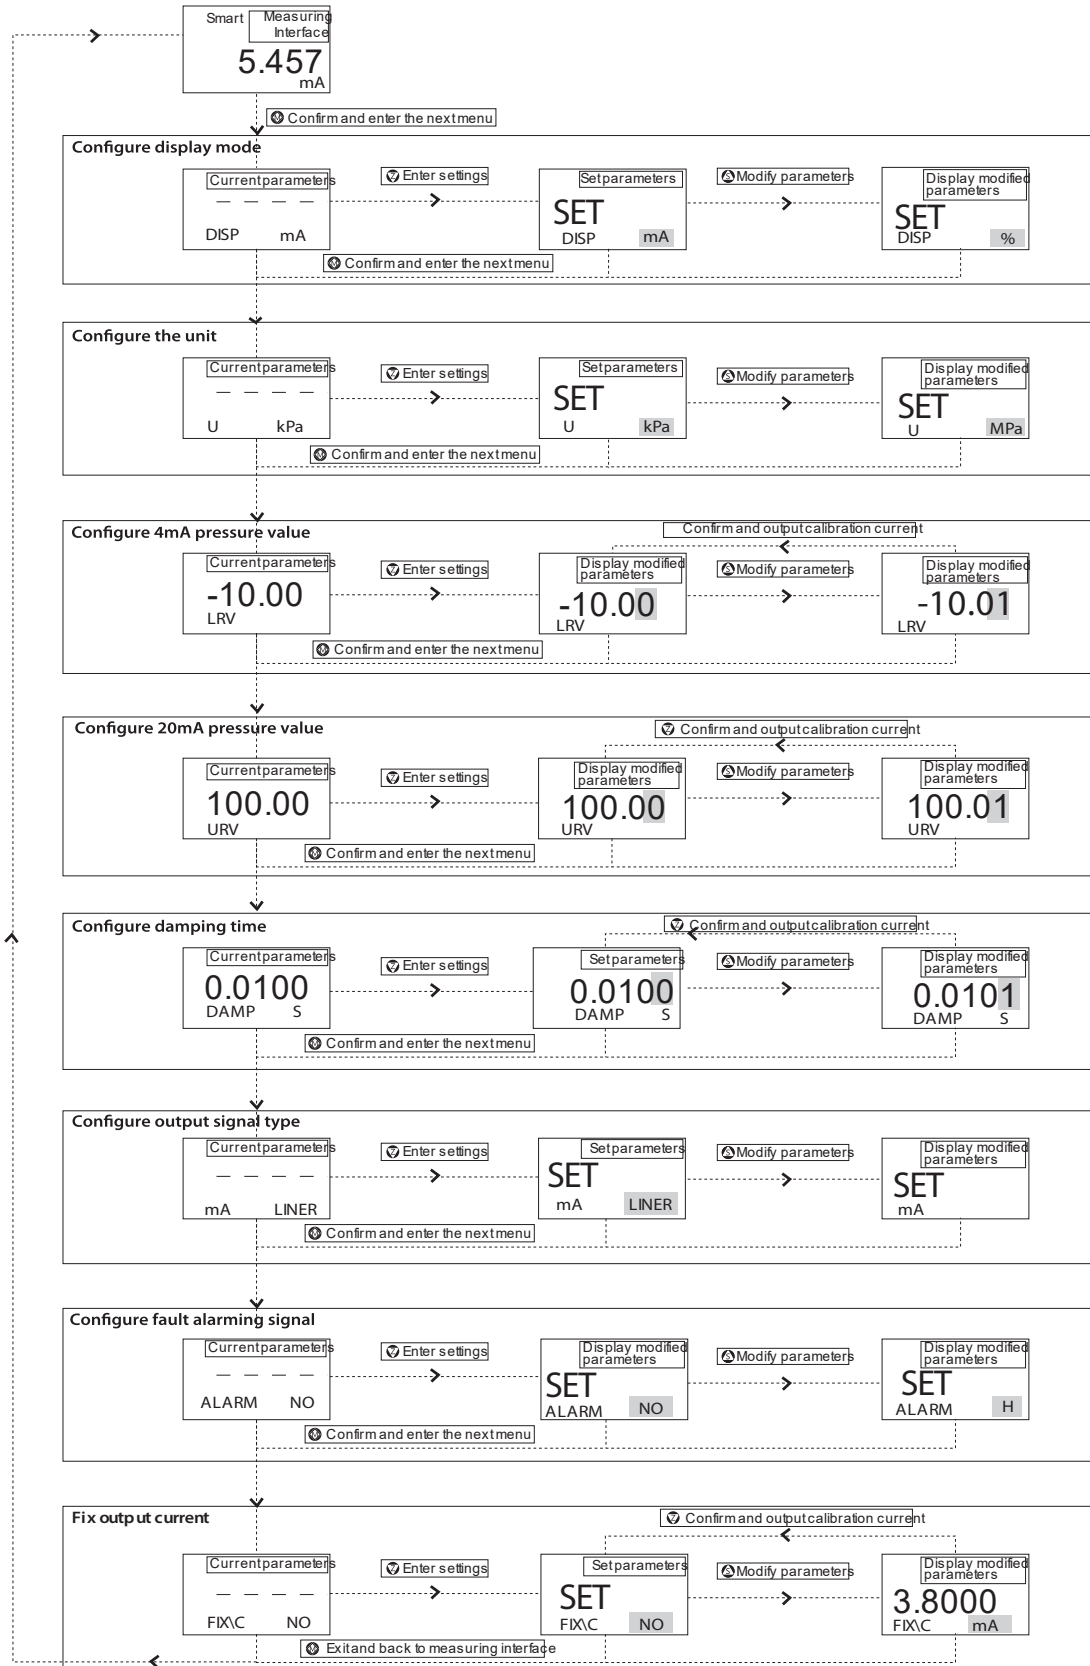 Smart
Measuring
Interface
5.457
mA
M Confirm and enter the next menu
Configure display mode
Current parameters
_ _ _ _
DISP mA
Z Enter settings
Set parameters
SET
DISP mA
S Modify parameters
Display modified
parameters
SET
DISP %
M Confirm and enter the next menu
Configure the unit
Current parameters
_ _ _ _
U kPa
Z Enter settings
Set parameters
SET
U kPa
S Modify parameters
Display modified
parameters
SET
U MPa
M Confirm and enter the next menu
Configure 4mA pressure value
Confirm and output calibration current
Current parameters
-10.00
LRV
Z Enter settings
Display modified
parameters
-10.00
LRV
S Modify parameters
Display modified
parameters
-10.01
LRV
M Confirm and enter the next menu
Configure 20mA pressure value
Z Confirm and output calibration current
Current parameters
100.00
URV
Z Enter settings
Display modified
parameters
100.00
URV
S Modify parameters
Display modified
parameters
100.01
URV
M Confirm and enter the next menu
Configure damping time
Z Confirm and output calibration current
Current parameters
0.0100
DAMP S
Z Enter settings
Set parameters
0.0100
DAMP S
S Modify parameters
Display modified
parameters
0.0101
DAMP S
M Confirm and enter the next menu
Configure output signal type
Current parameters
_ _ _ _
mA LINER
Z Enter settings
Set parameters
SET
mA LINER
S Modify parameters
Display modified
parameters
SET
mA
M Confirm and enter the next menu
Configure fault alarming signal
Current parameters
_ _ _ _
ALARM NO
Z Enter settings
Display modified
parameters
SET
ALARM NO
S Modify parameters
Display modified
parameters
SET
ALARM H
M Confirm and enter the next menu
Fix output current
Z Confirm and output calibration current
Current parameters
_ _ _ _
FIX\C NO
Z Enter settings
Set parameters
SET
FIX\C NO
S Modify parameters
Display modified
parameters
3.8000
FIX\C mA
M Exit and back to measuring interface